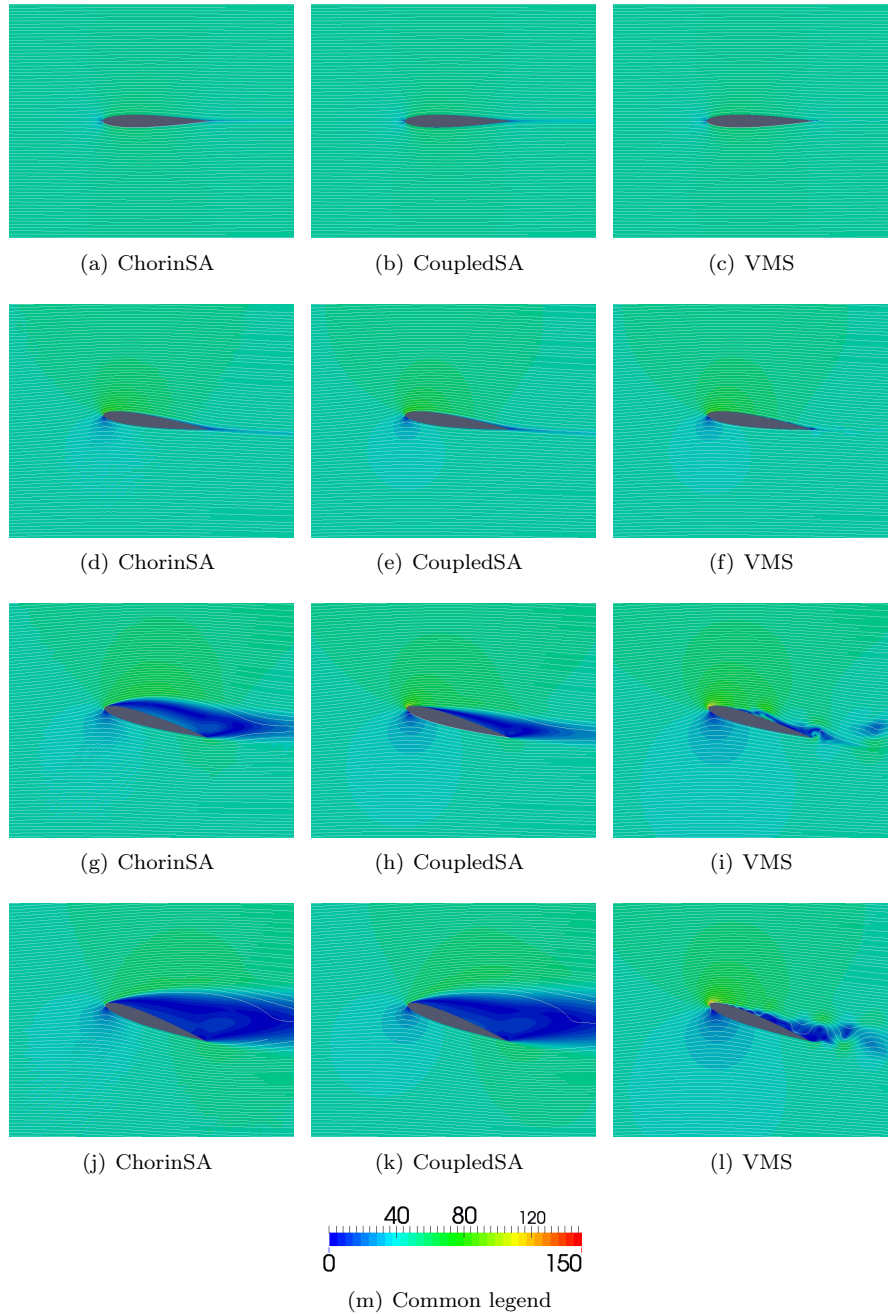 (a) ChorinSA
(b) CoupledSA
(c) VMS
(d) ChorinSA
(e) CoupledSA
(f) VMS
(g) ChorinSA
(h) CoupledSA
(i) VMS
(j) ChorinSA
(k) CoupledSA
(l) VMS
40 80 120
0 150
(m) Common legend